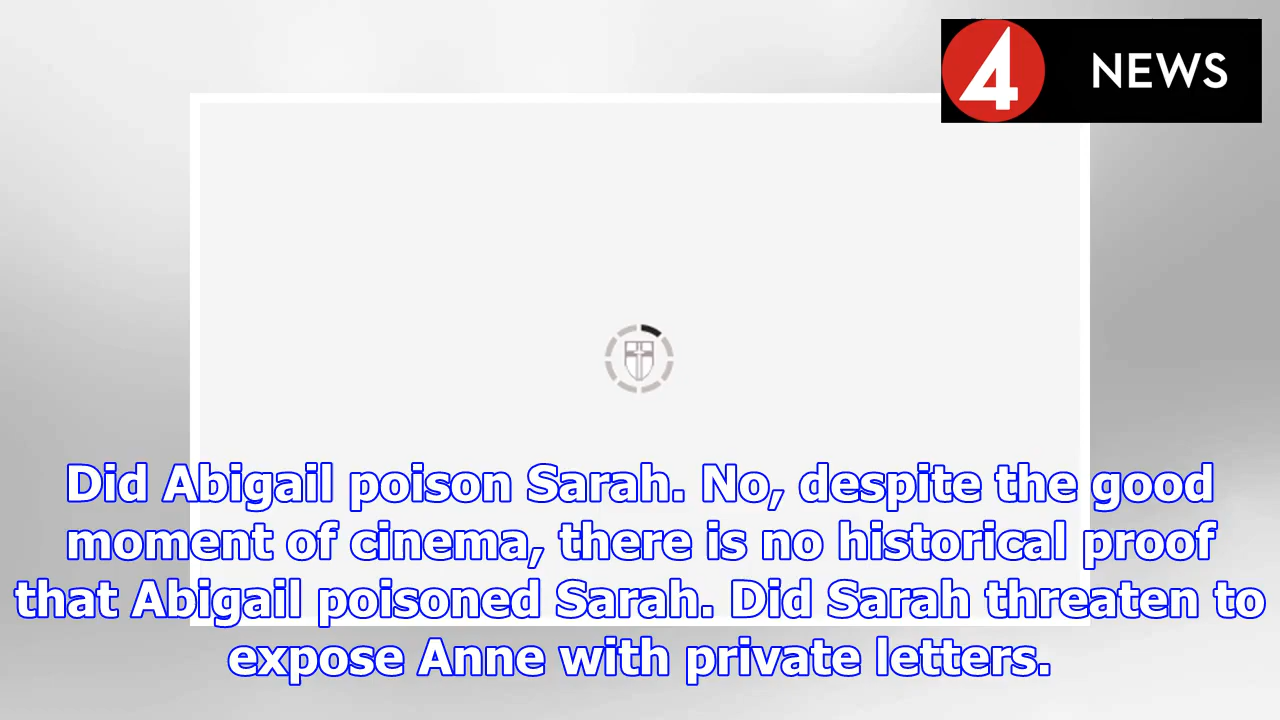 4 NEWS
Did Abigail poison Sarah. No, despite the good
moment of cinema, there is no historical proof
that Abigail poisoned Sarah. Did Sarah threaten to
expose Anne with private letters.